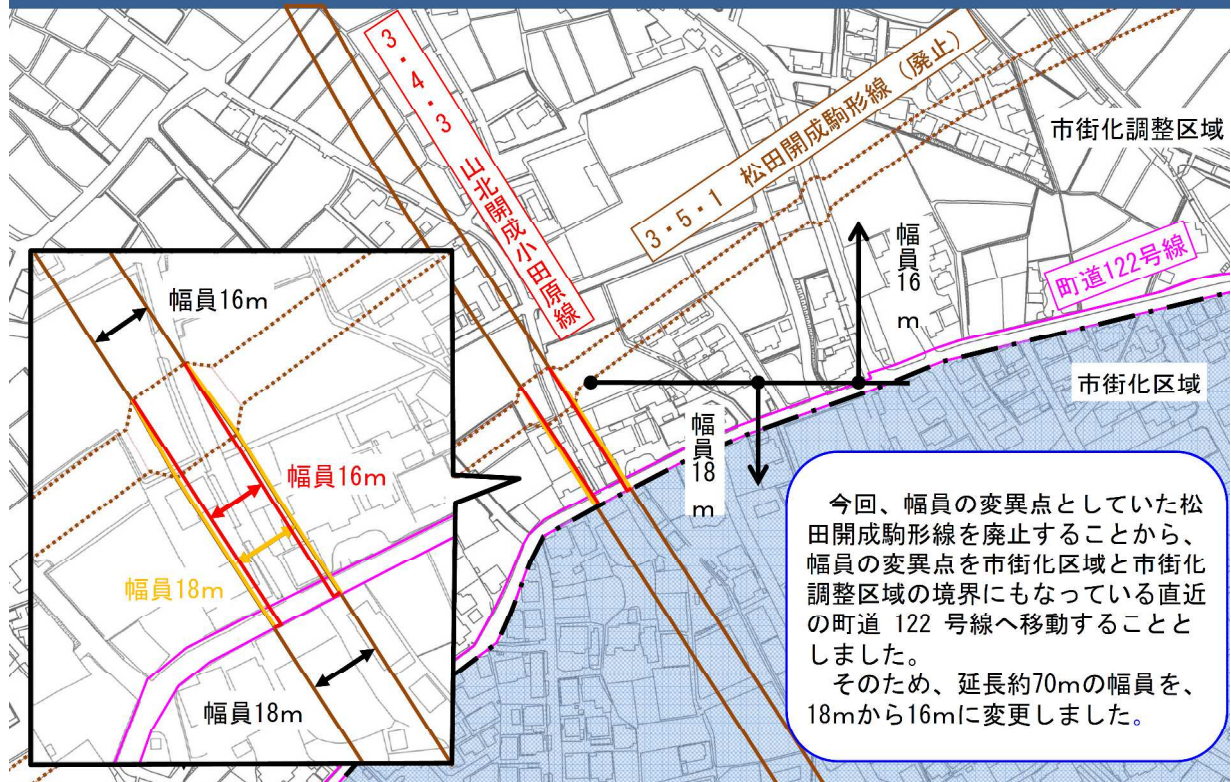 3・4・3 山北開成小田原線
3・5・1 松田開成駒形線（廃止）
市街化調整区域
幅員16m
町道122号線
市街化区域
幅員18m
幅員16m
幅員16m
幅員18m
幅員18m
今回、幅員の変異点としていた松
田開成駒形線を廃止することから、
幅員の変異点を市街化区域と市街化
調整区域の境界にもなっている直近
の町道 122 号線へ移動することと
しました。
そのため、延長約70mの幅員を、
18mから16mに変更しました。